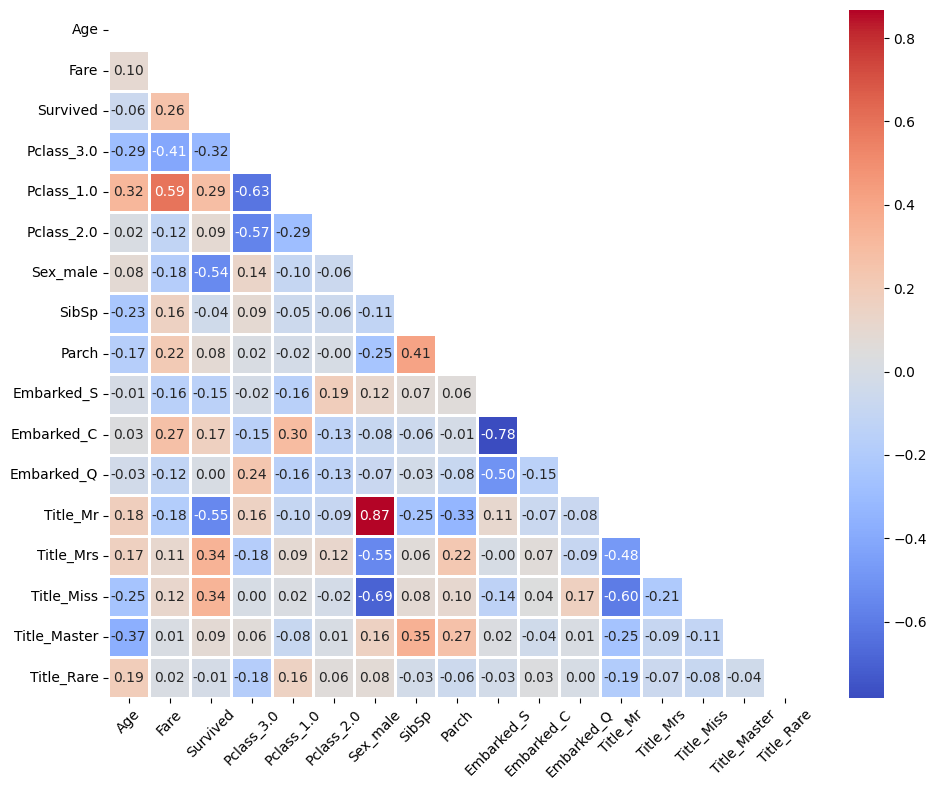 Age
Fare 0.10
Survived -0.06 0.26
Pclass_3.0 -0.29 -0.41 -0.32
Pclass_1.0 0.32 0.59 0.29 -0.63
Pclass_2.0 0.02 -0.12 0.09 -0.57 -0.29
Sex_male 0.08 -0.18 -0.54 0.14 -0.10 -0.06
SibSp -0.23 0.16 -0.04 0.09 -0.05 -0.06 -0.11
Parch -0.17 0.22 0.08 0.02 -0.02 -0.00 -0.25 0.41
Embarked_S -0.01 -0.16 -0.15 -0.02 -0.16 0.19 0.12 0.07 0.06
Embarked_C 0.03 0.27 0.17 -0.15 0.30 -0.13 -0.08 -0.06 -0.01 -0.78
Embarked_Q -0.03 -0.12 0.00 0.24 -0.16 -0.13 -0.07 -0.03 -0.08 -0.50 -0.15
Title_Mr 0.18 -0.18 -0.55 0.16 -0.10 -0.09 0.87 -0.25 -0.33 0.11 -0.07 -0.08
Title_Mrs 0.17 0.11 0.34 -0.18 0.09 0.12 -0.55 0.06 0.22 -0.00 0.07 -0.09 -0.48
Title_Miss -0.25 0.12 0.34 0.00 0.02 -0.02 -0.69 0.08 0.10 -0.14 0.04 0.17 -0.60 -0.21
Title_Master -0.37 0.01 0.09 0.06 -0.08 0.01 0.16 0.35 0.27 0.02 -0.04 0.01 -0.25 -0.09 -0.11
Title_Rare 0.19 0.02 -0.01 -0.18 0.16 0.06 0.08 -0.03 -0.06 -0.03 0.03 0.00 -0.19 -0.07 -0.08 -0.04
Age Fare Survived Pclass_3.0 Pclass_1.0 Pclass_2.0 Sex_male SibSp Parch Embarked_S Embarked_C Embarked_Q Title_Mr Title_Mrs Title_Miss Title_Master Title_Rare
0.8
0.6
0.4
0.2
0.0
−0.2
−0.4
−0.6